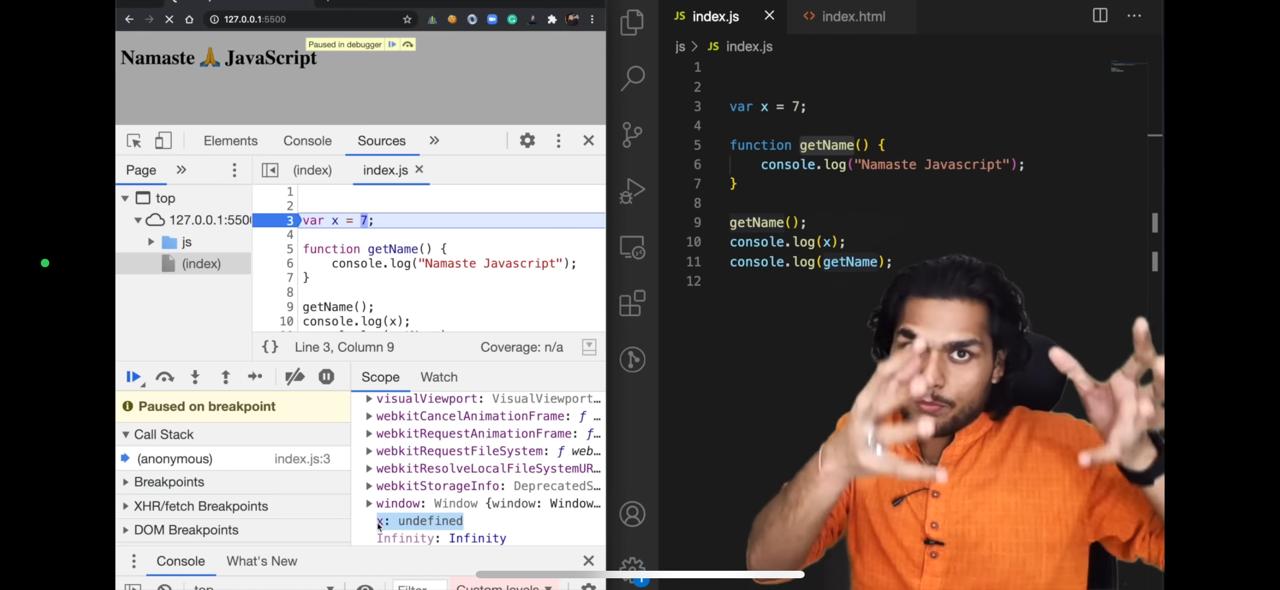 127.0.0.1:5500
Paused in debugger
Namaste 🙏 JavaScript
Elements Console Sources »
Page » (index) index.js ×
top
127.0.0.1:550
js
(index)
1
2
3 var x = 7;
4
5 function getName() {
6 console.log("Namaste Javascript");
7 }
8
9 getName();
10 console.log(x);
{} Line 3, Column 9 Coverage: n/a
Scope Watch
Paused on breakpoint
Call Stack
(anonymous) index.js:3
Breakpoints
XHR/fetch Breakpoints
DOM Breakpoints
visualViewport: VisualViewport…
webkitCancelAnimationFrame: ƒ …
webkitRequestAnimationFrame: ƒ…
webkitRequestFileSystem: ƒ web…
webkitResolveLocalFileSystemUR…
webkitStorageInfo: DeprecatedS…
window: Window {window: Window…
x: undefined
Infinity: Infinity
Console What's New
top Filter Custom levels
JS index.js × <> index.html
js > JS index.js
1
2
3 var x = 7;
4
5 function getName() {
6 console.log("Namaste Javascript");
7 }
8
9 getName();
10 console.log(x);
11 console.log(getName);
12
1